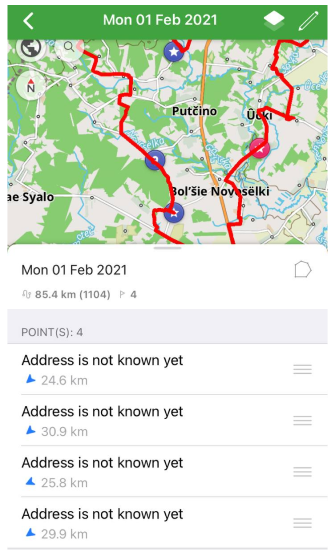 Mon 01 Feb 2021
Putčino
Učki
Bol'šie Novosëlki
ae Syalo
N
Mon 01 Feb 2021
85.4 km (1104) 4
POINT(S): 4
Address is not known yet
24.6 km
Address is not known yet
30.9 km
Address is not known yet
25.8 km
Address is not known yet
29.9 km